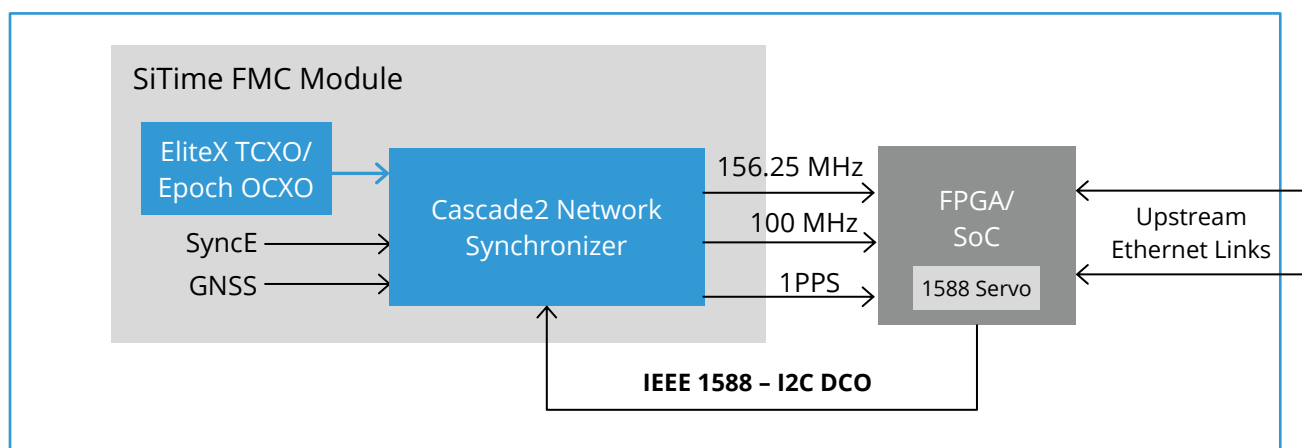 SiTime FMC Module
EliteX TCXO/
Epoch OCXO
SyncE
GNSS
Cascade2 Network
Synchronizer
156.25 MHz
100 MHz
1PPS
FPGA/
SoC
1588 Servo
Upstream
Ethernet Links
IEEE 1588 – I2C DCO